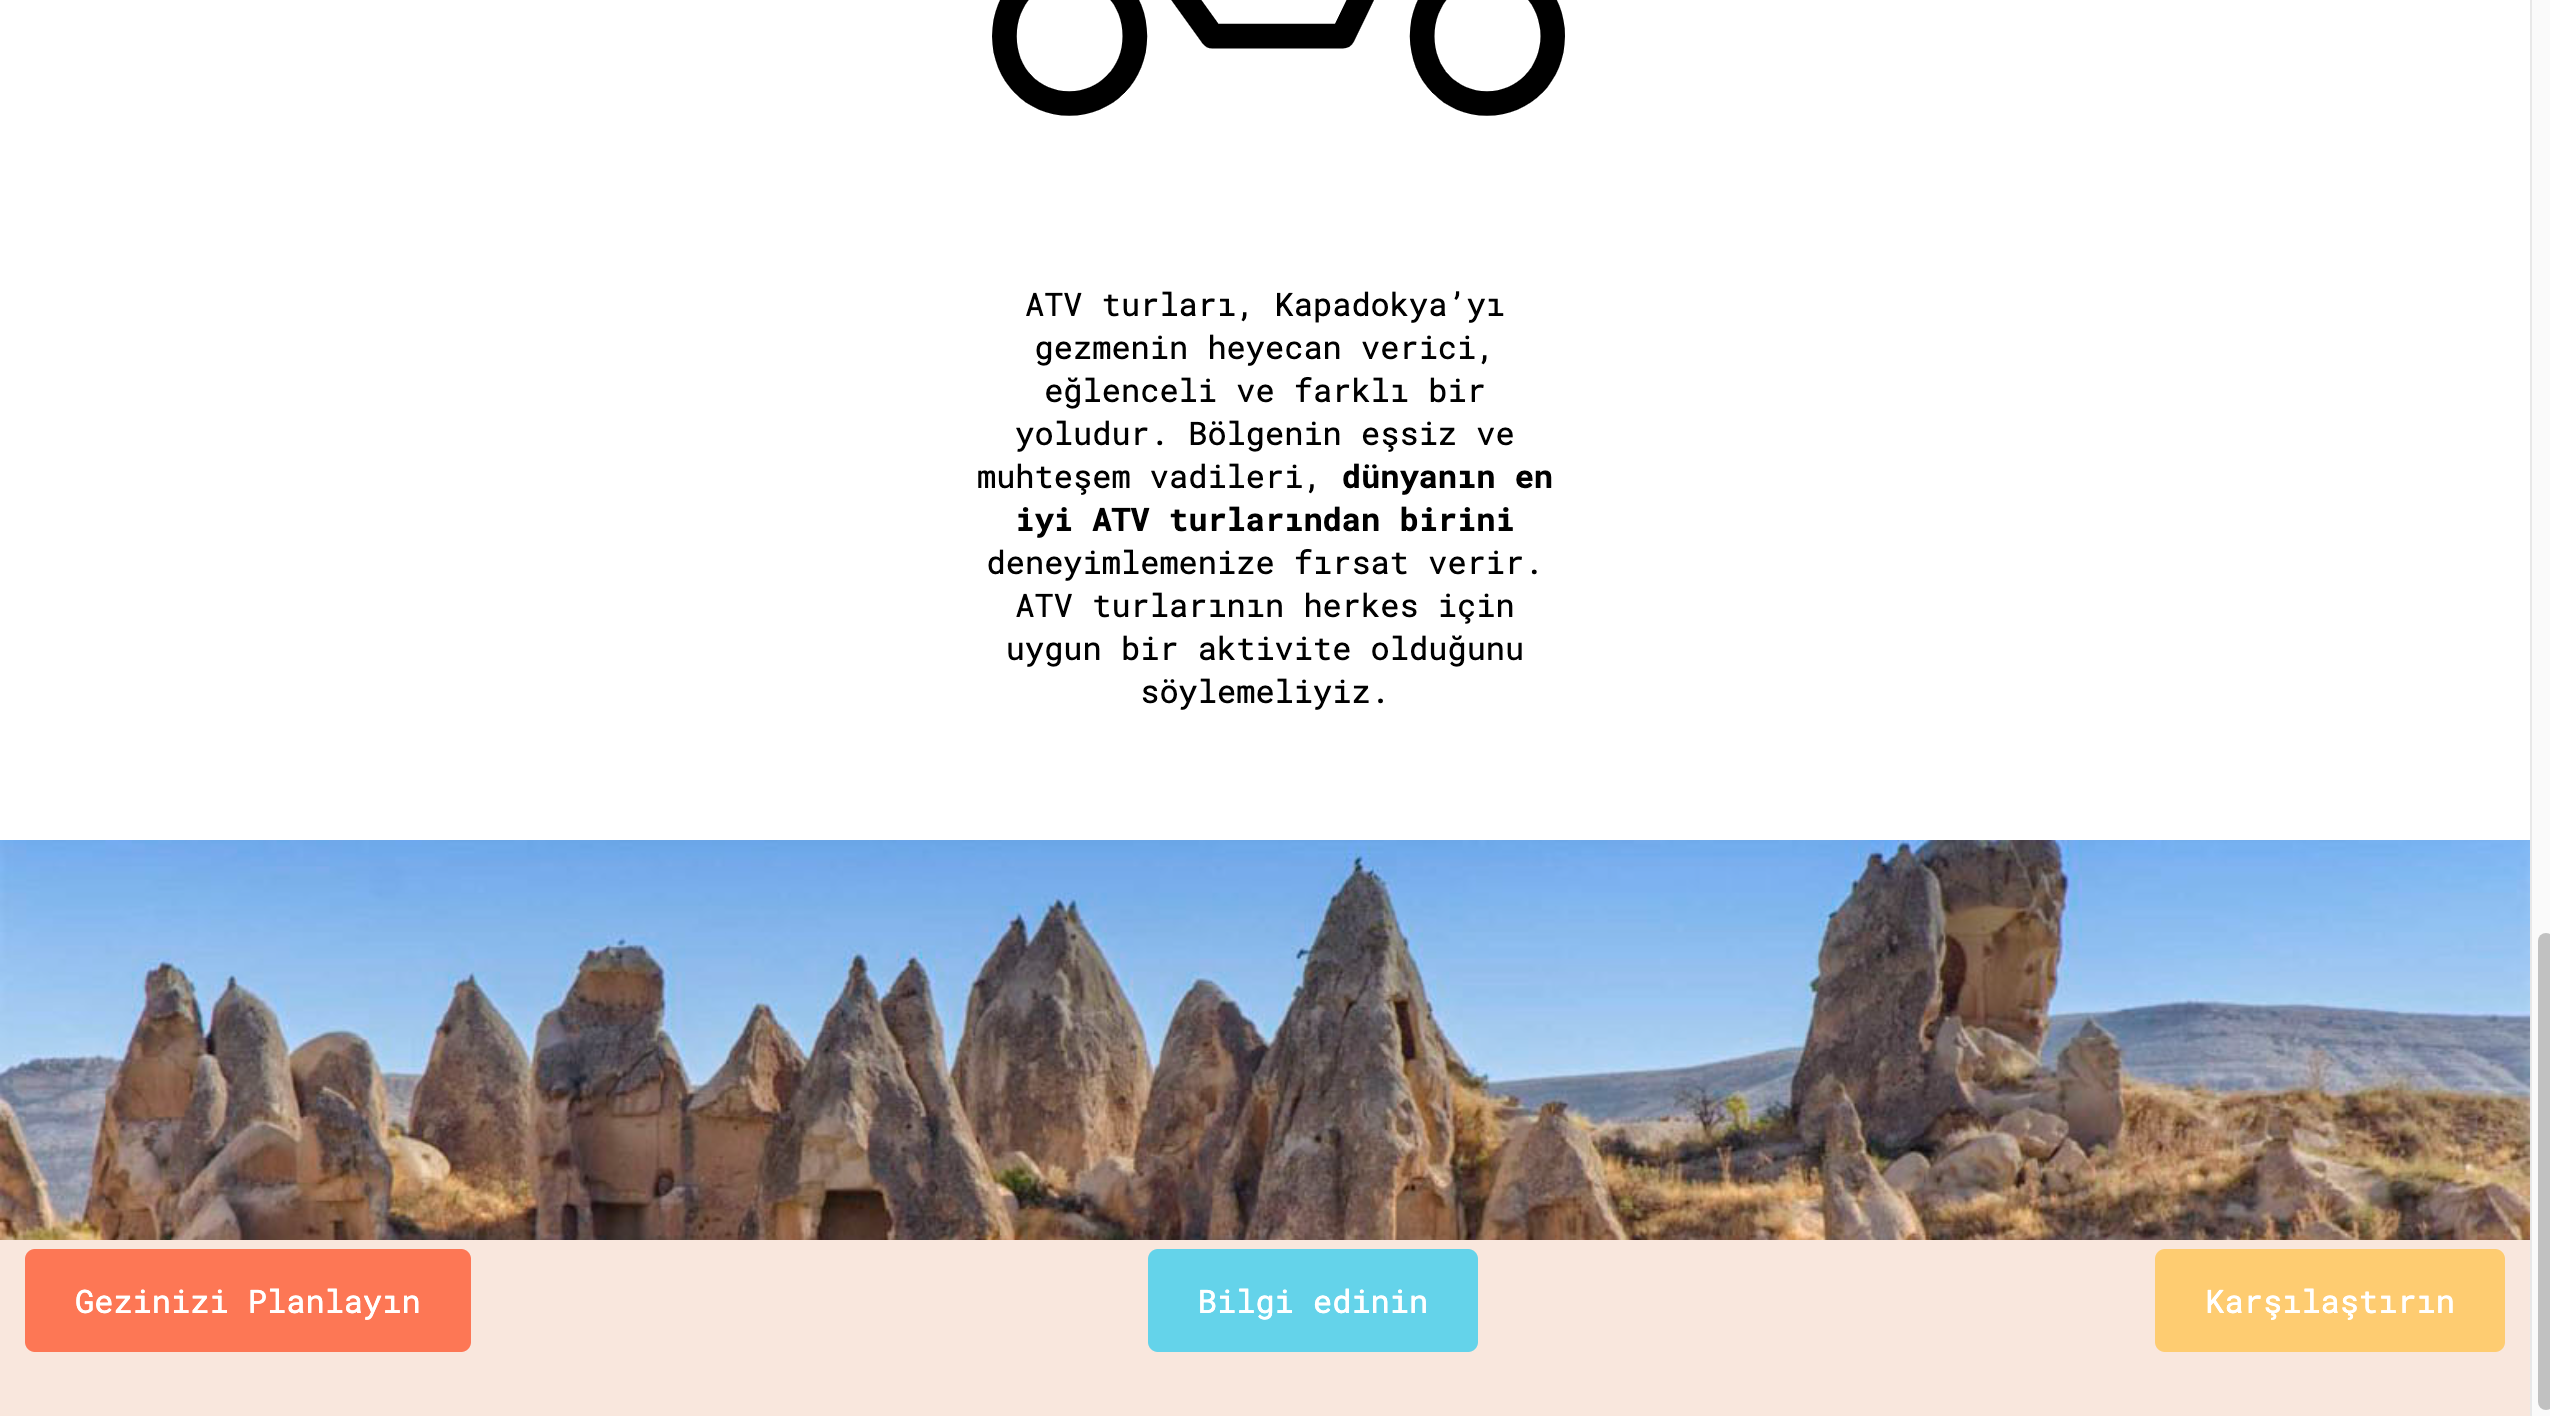 ATV turları, Kapadokya’yı
gezmenin heyecan verici,
eğlenceli ve farklı bir
yoludur. Bölgenin eşsiz ve
muhteşem vadileri, dünyanın en
iyi ATV turlarından birini
deneyimlemenize fırsat verir.
ATV turlarının herkes için
uygun bir aktivite olduğunu
söylemeliyiz.
Gezinizi Planlayın
Bilgi edinin
Karşılaştırın